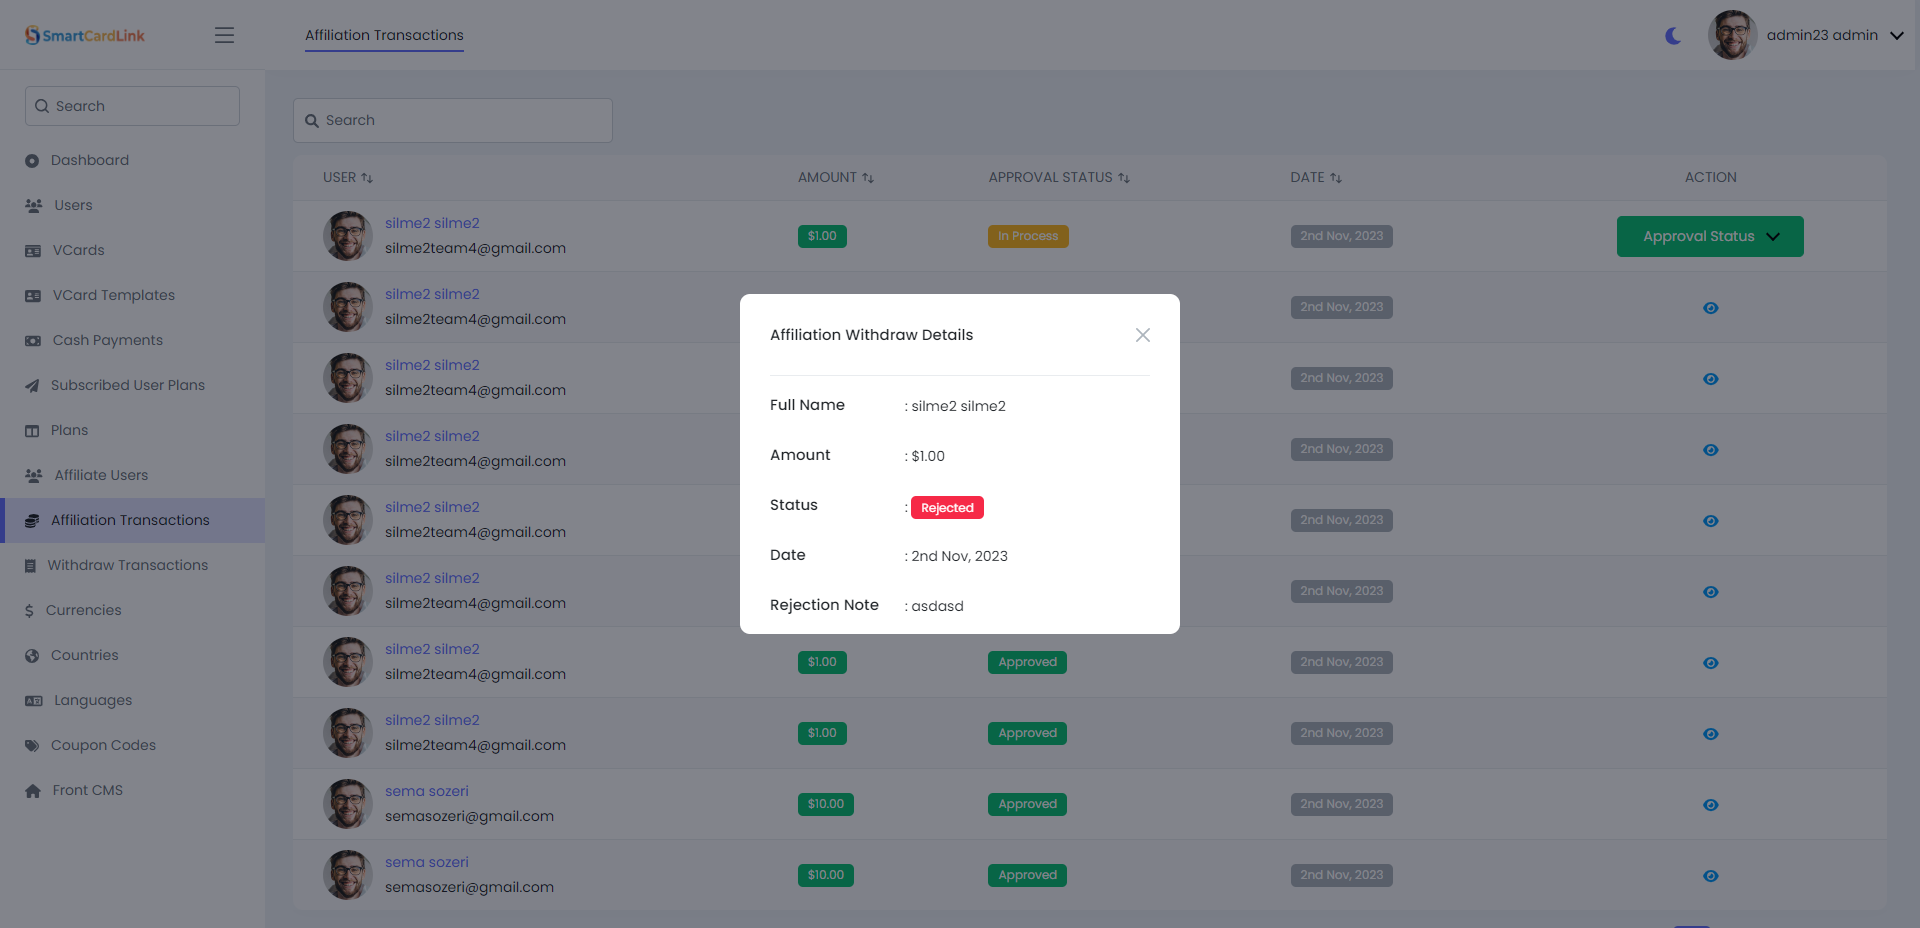 SmartCardLink
Affiliation Transactions
admin23 admin
Search
Dashboard
Users
VCards
VCard Templates
Cash Payments
Subscribed User Plans
Plans
Affiliate Users
Affiliation Transactions
Withdraw Transactions
Currencies
Countries
Languages
Coupon Codes
Front CMS
Search
USER AMOUNT APPROVAL STATUS DATE ACTION
silme2 silme2
silme2team4@gmail.com
$1.00 In Process 2nd Nov, 2023 Approval Status
silme2 silme2
silme2team4@gmail.com
2nd Nov, 2023
silme2 silme2
silme2team4@gmail.com
2nd Nov, 2023
silme2 silme2
silme2team4@gmail.com
2nd Nov, 2023
silme2 silme2
silme2team4@gmail.com
2nd Nov, 2023
silme2 silme2
silme2team4@gmail.com
2nd Nov, 2023
silme2 silme2
silme2team4@gmail.com
$1.00 Approved 2nd Nov, 2023
silme2 silme2
silme2team4@gmail.com
$1.00 Approved 2nd Nov, 2023
sema sozeri
semasozeri@gmail.com
$10.00 Approved 2nd Nov, 2023
sema sozeri
semasozeri@gmail.com
$10.00 Approved 2nd Nov, 2023
Affiliation Withdraw Details
Full Name : silme2 silme2
Amount : $1.00
Status : Rejected
Date : 2nd Nov, 2023
Rejection Note : asdasd